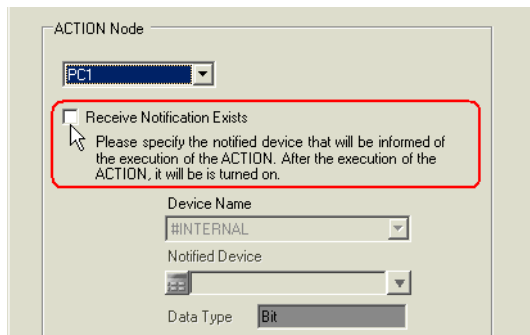 ACTION Node
PC1
Receive Notification Exists
Please specify the notified device that will be informed of
the execution of the ACTION. After the execution of the
ACTION, it will be is turned on.
Device Name
#INTERNAL
Notified Device
Data Type Bit